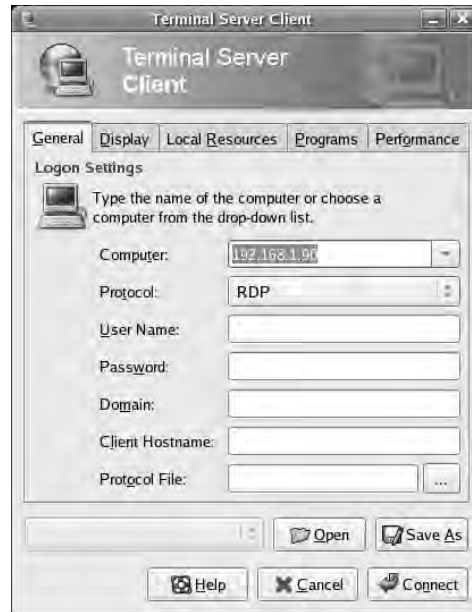 Terminal Server Client
Terminal Server
Client
General Display Local Resources Programs Performance
Logon Settings
Type the name of the computer or choose a
computer from the drop-down list.
Computer: 192.168.1.90
Protocol: RDP
User Name:
Password:
Domain:
Client Hostname:
Protocol File: ...
Open Save As
Help Cancel Connect